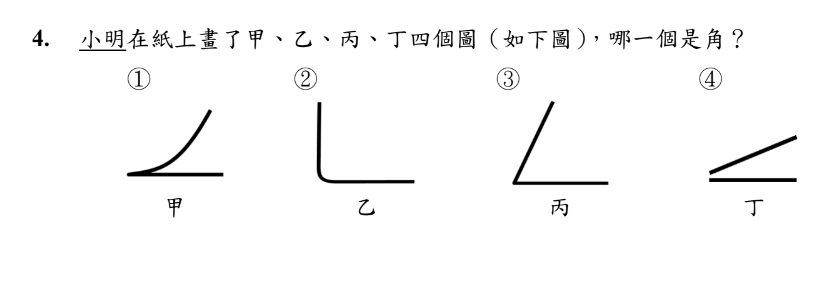 4. 小明在紙上畫了甲、乙、丙、丁四個圖（如下圖），哪一個是角？
① ② ③ ④
甲 乙 丙 丁